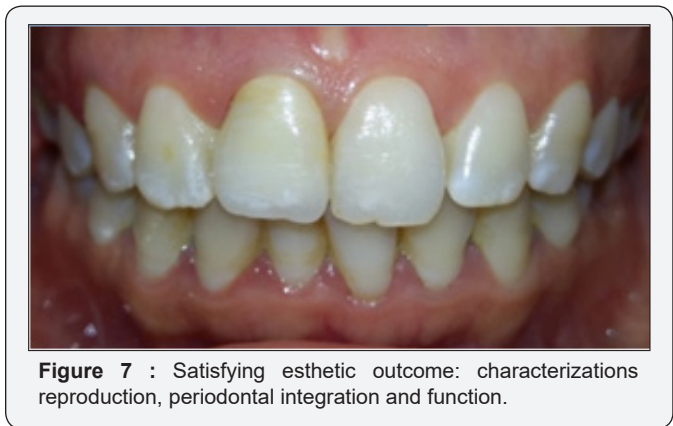 Figure 7 : Satisfying esthetic outcome: characterizations
reproduction, periodontal integration and function.